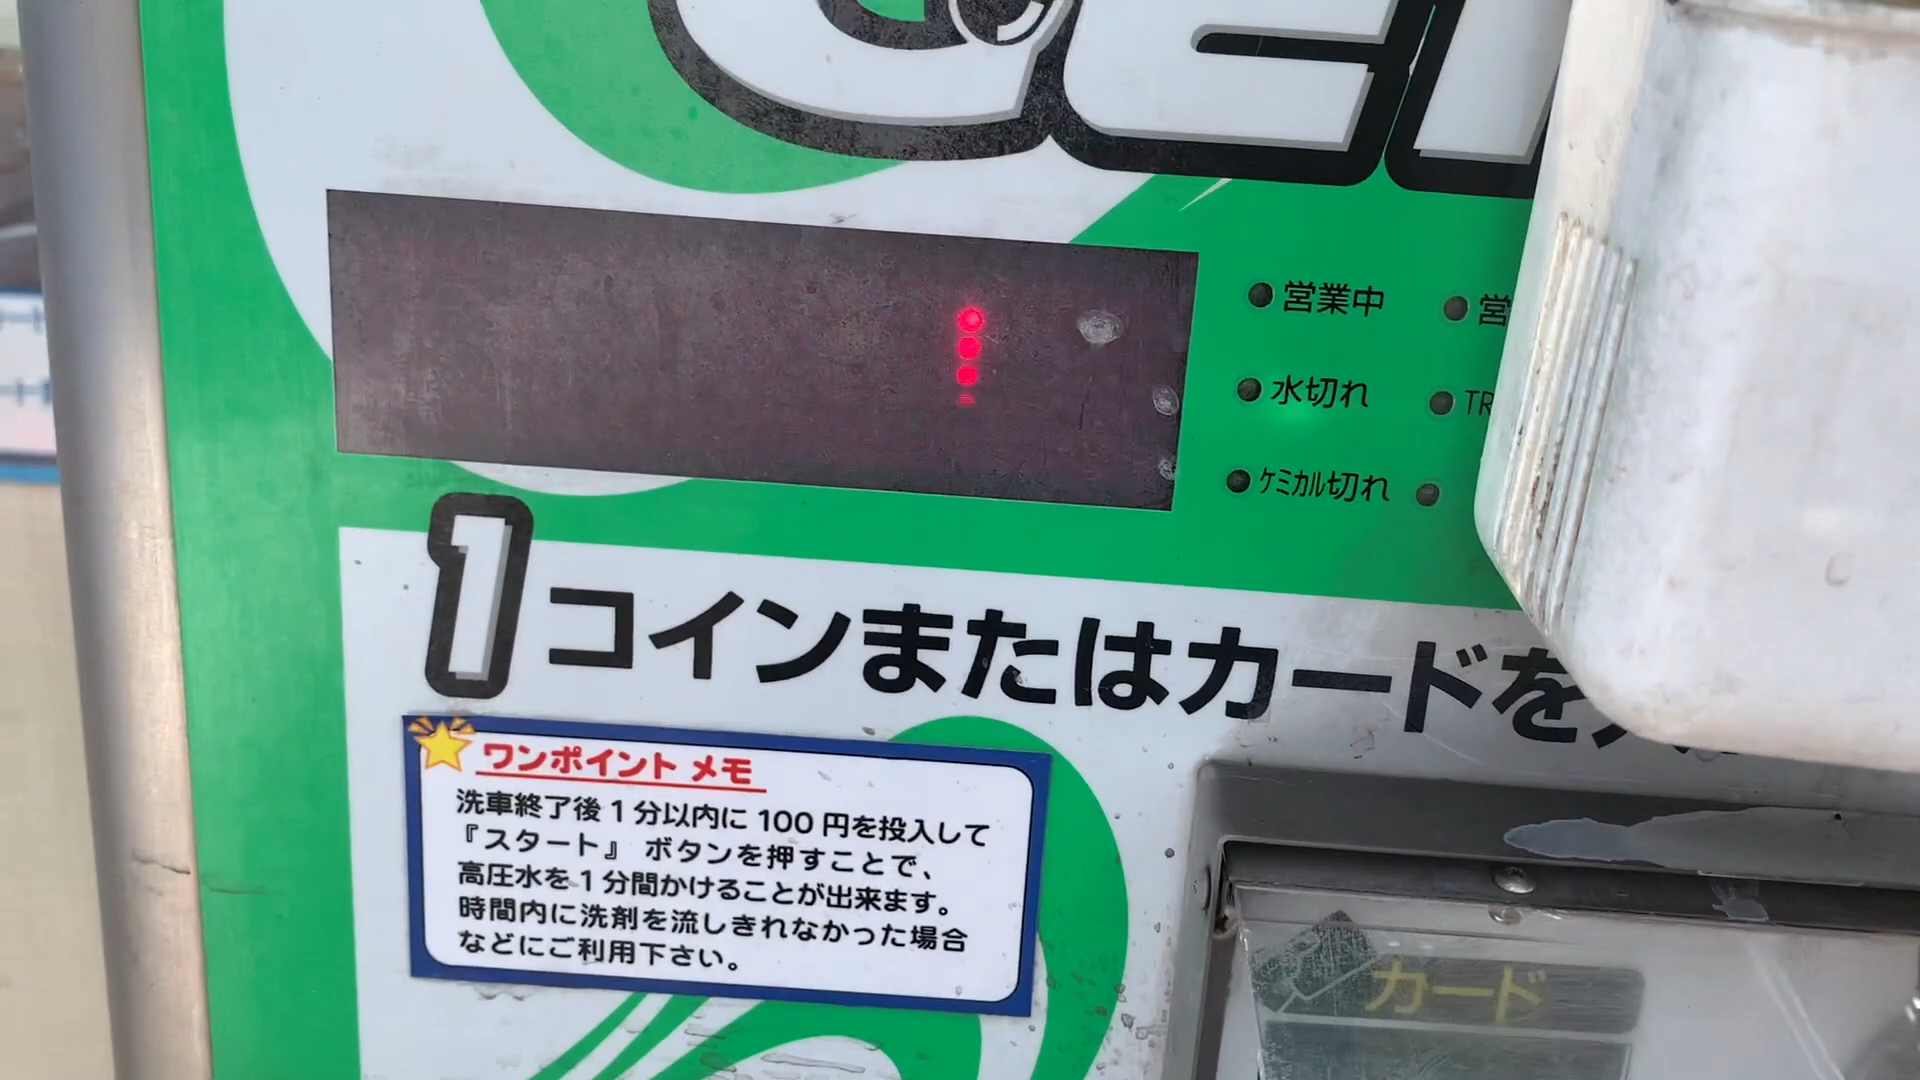 営業中
水切れ
ケミカル切れ
1 コインまたはカードを
ワンポイント メモ
洗車終了後1分以内に100円を投入して
『スタート』 ボタンを押すことで、
高圧水を1分間かけることが出来ます。
時間内に洗剤を流しきれなかった場合
などにご利用下さい。
カード